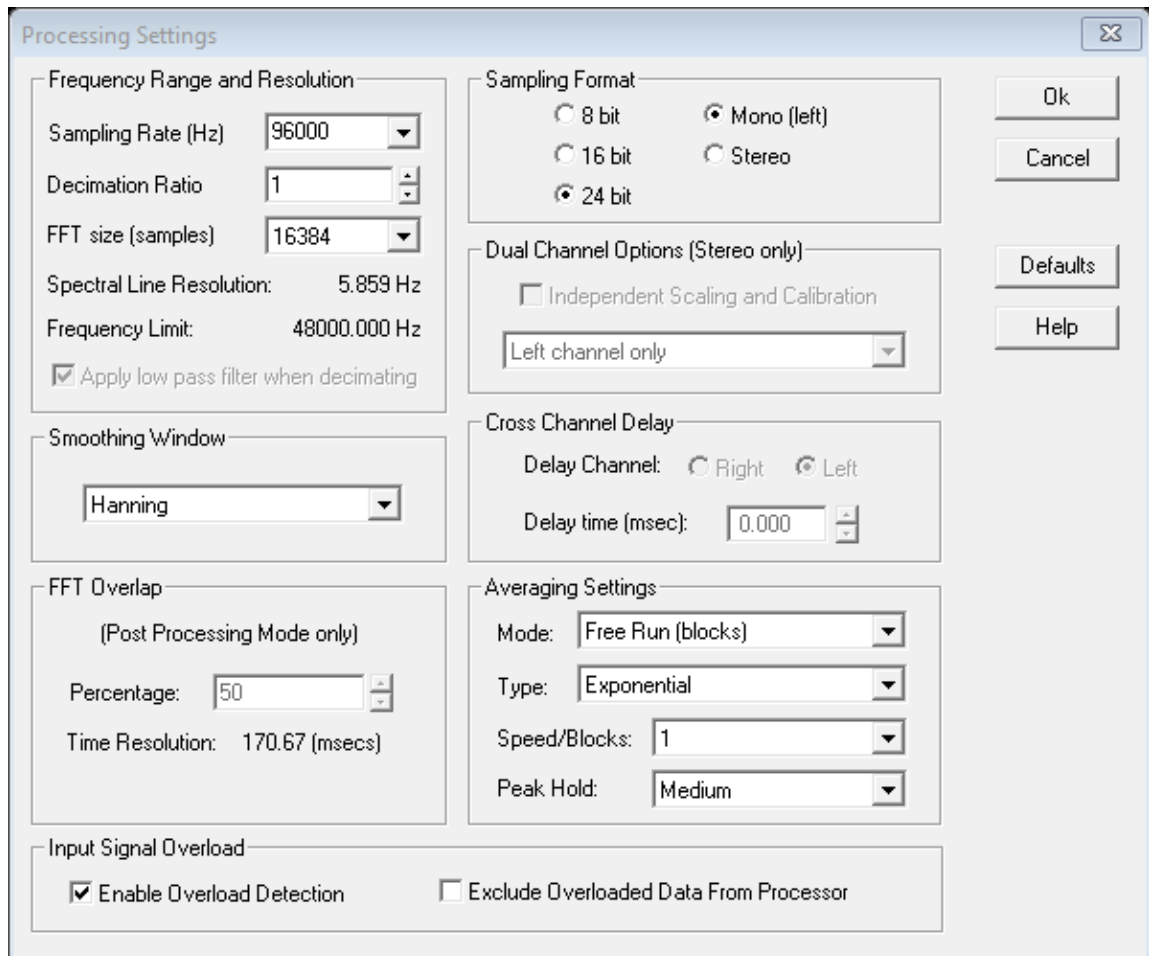 Processing Settings
Frequency Range and Resolution
Sampling Rate (Hz) 96000
Decimation Ratio 1
FFT size (samples) 16384
Spectral Line Resolution: 5.859 Hz
Frequency Limit: 48000.000 Hz
Apply low pass filter when decimating
Smoothing Window
Hanning
FFT Overlap
(Post Processing Mode only)
Percentage: 50
Time Resolution: 170.67 (msecs)
Sampling Format
8 bit Mono (left)
16 bit Stereo
24 bit
Dual Channel Options (Stereo only)
Independent Scaling and Calibration
Left channel only
Cross Channel Delay
Delay Channel: Right Left
Delay time (msec): 0.000
Averaging Settings
Mode: Free Run (blocks)
Type: Exponential
Speed/Blocks: 1
Peak Hold: Medium
Input Signal Overload
Enable Overload Detection Exclude Overloaded Data From Processor
Ok
Cancel
Defaults
Help